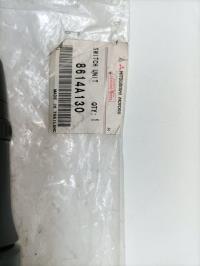 MITSUBISHI MOTORS
SWITCH UNIT
8614A130
QTY. 1
MADE IN THAILAND